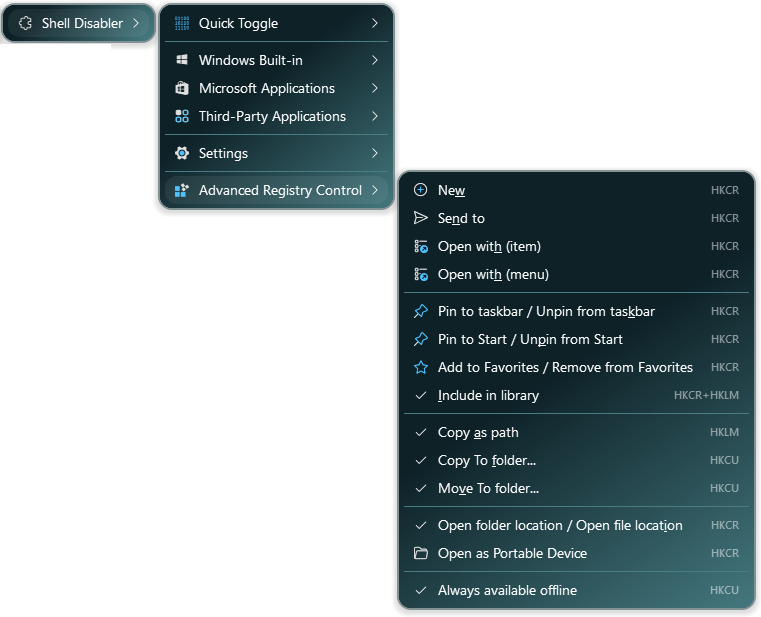 Shell Disabler
Quick Toggle
Windows Built-in
Microsoft Applications
Third-Party Applications
Settings
Advanced Registry Control
New HKCR
Send to HKCR
Open with (item) HKCR
Open with (menu) HKCR
Pin to taskbar / Unpin from taskbar HKCR
Pin to Start / Unpin from Start HKCR
Add to Favorites / Remove from Favorites HKCR
Include in library HKCR+HKLM
Copy as path HKLM
Copy To folder... HKCU
Move To folder... HKCU
Open folder location / Open file location HKCR
Open as Portable Device HKCR
Always available offline HKCU